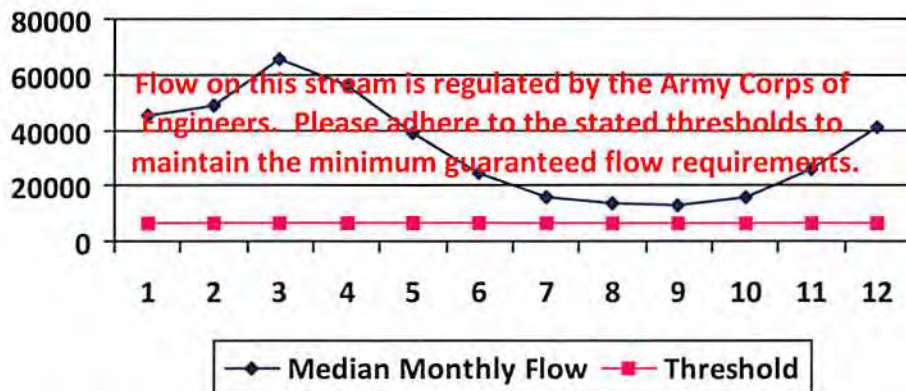 80000
60000
40000
20000
0
Flow on this stream is regulated by the Army Corps of
Engineers. Please adhere to the stated thresholds to
maintain the minimum guaranteed flow requirements.
1 2 3 4 5 6 7 8 9 10 11 12
Median Monthly Flow Threshold